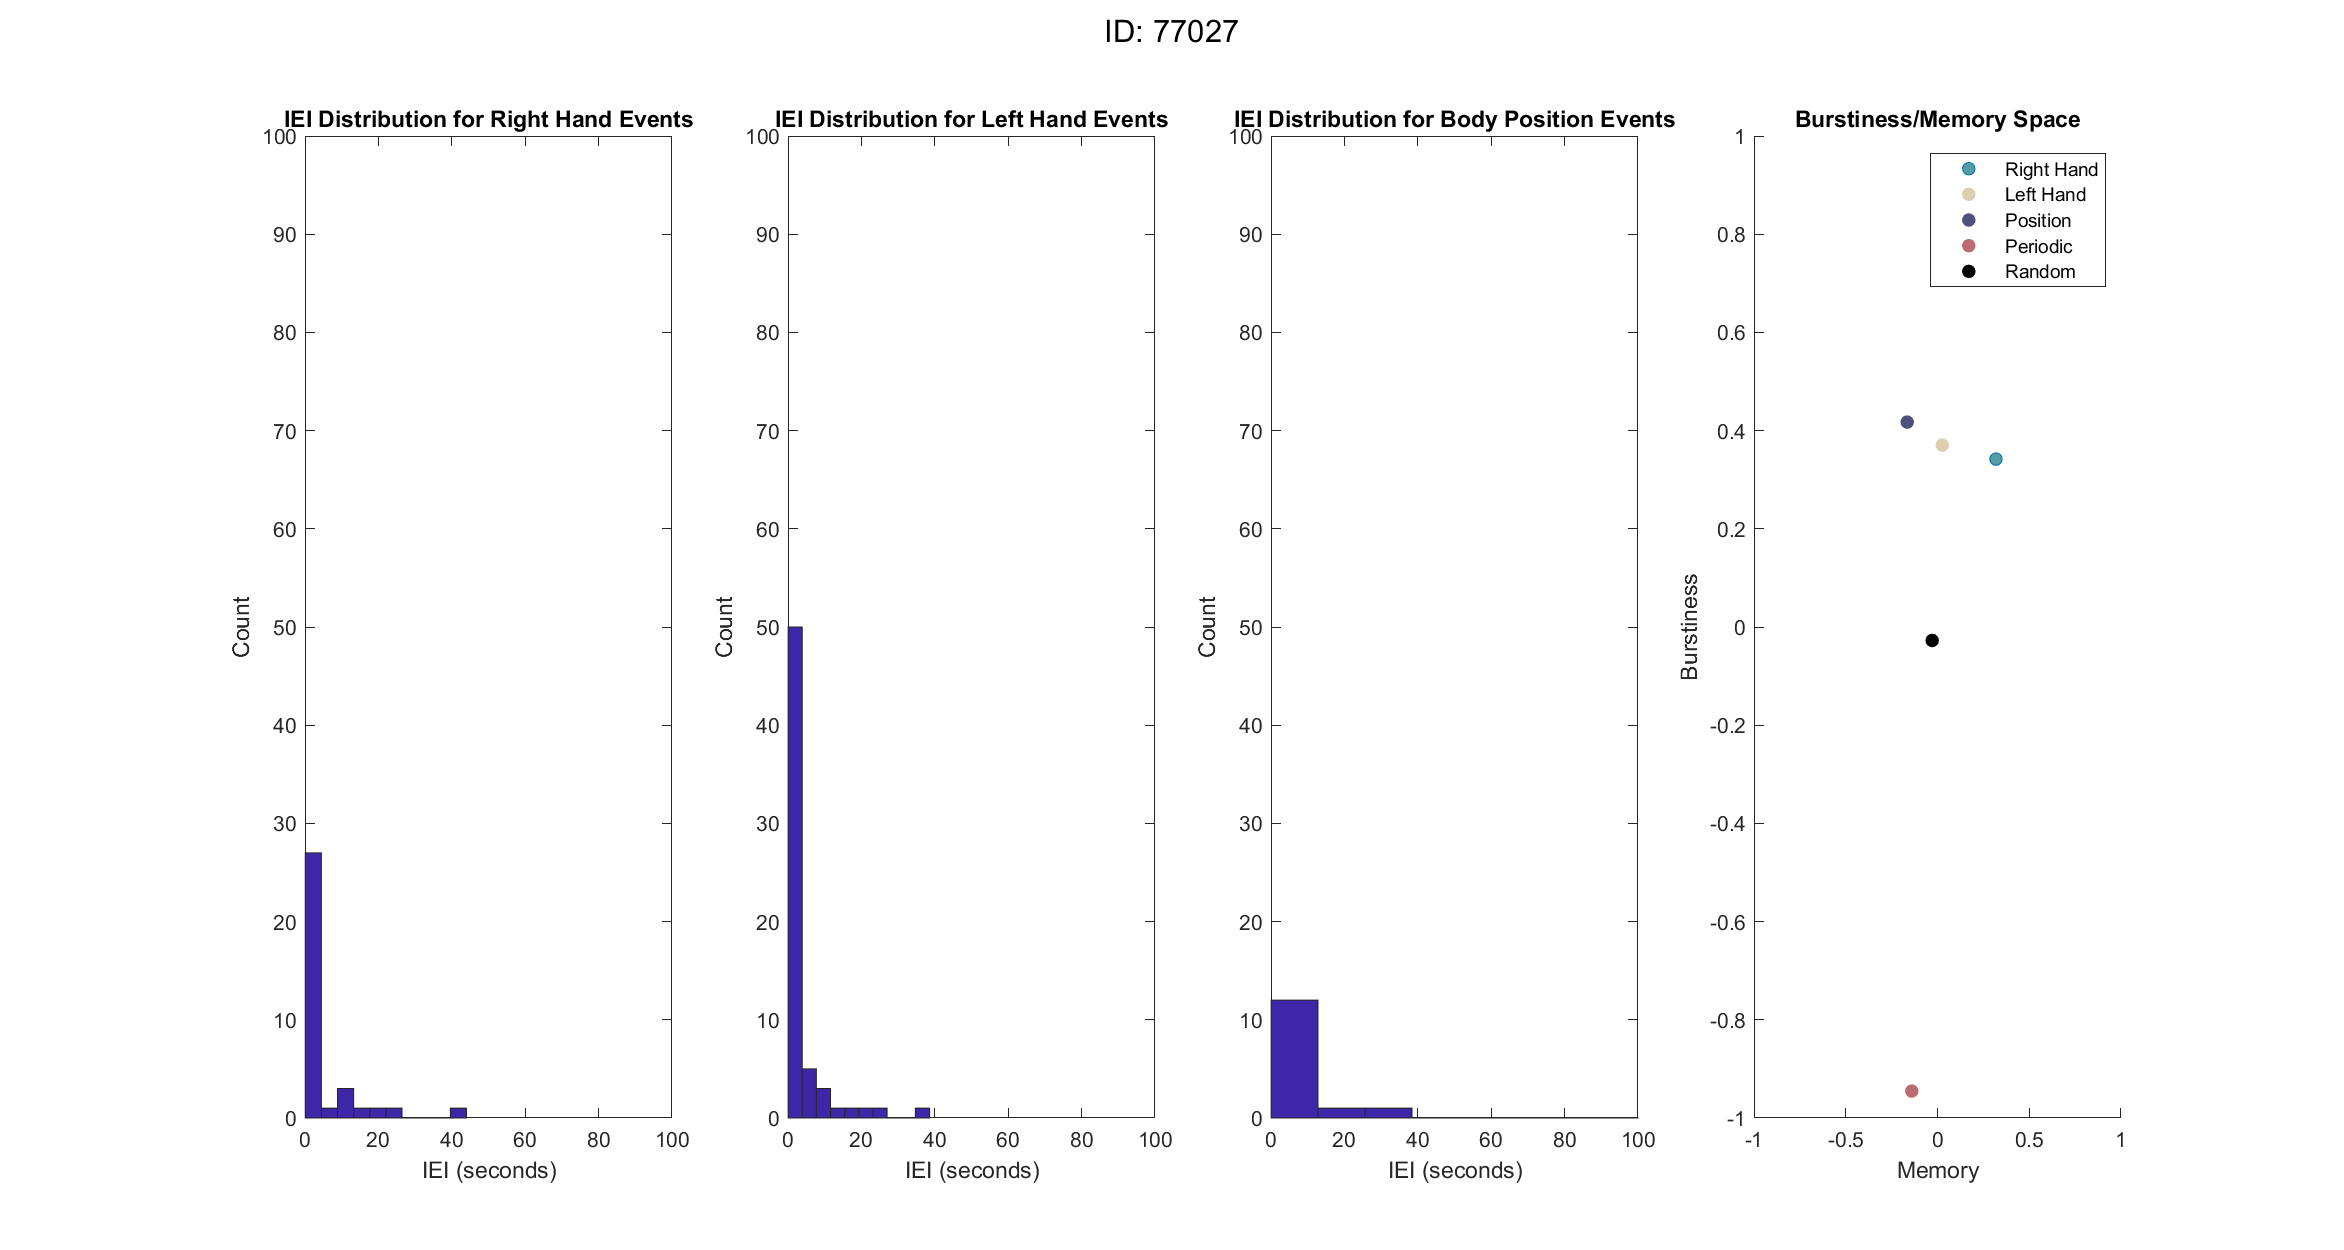 ID: 77027
IEI Distribution for Right Hand Events
100
90
80
70
60
50
40
30
20
10
0
Count
0 20 40 60 80 100
IEI (seconds)
IEI Distribution for Left Hand Events
100
90
80
70
60
50
40
30
20
10
0
Count
0 20 40 60 80 100
IEI (seconds)
IEI Distribution for Body Position Events
100
90
80
70
60
50
40
30
20
10
0
Count
0 20 40 60 80 100
IEI (seconds)
Burstiness/Memory Space
1
0.8
0.6
0.4
0.2
0
-0.2
-0.4
-0.6
-0.8
-1
Burstiness
-1 -0.5 0 0.5 1
Memory
Right Hand
Left Hand
Position
Periodic
Random